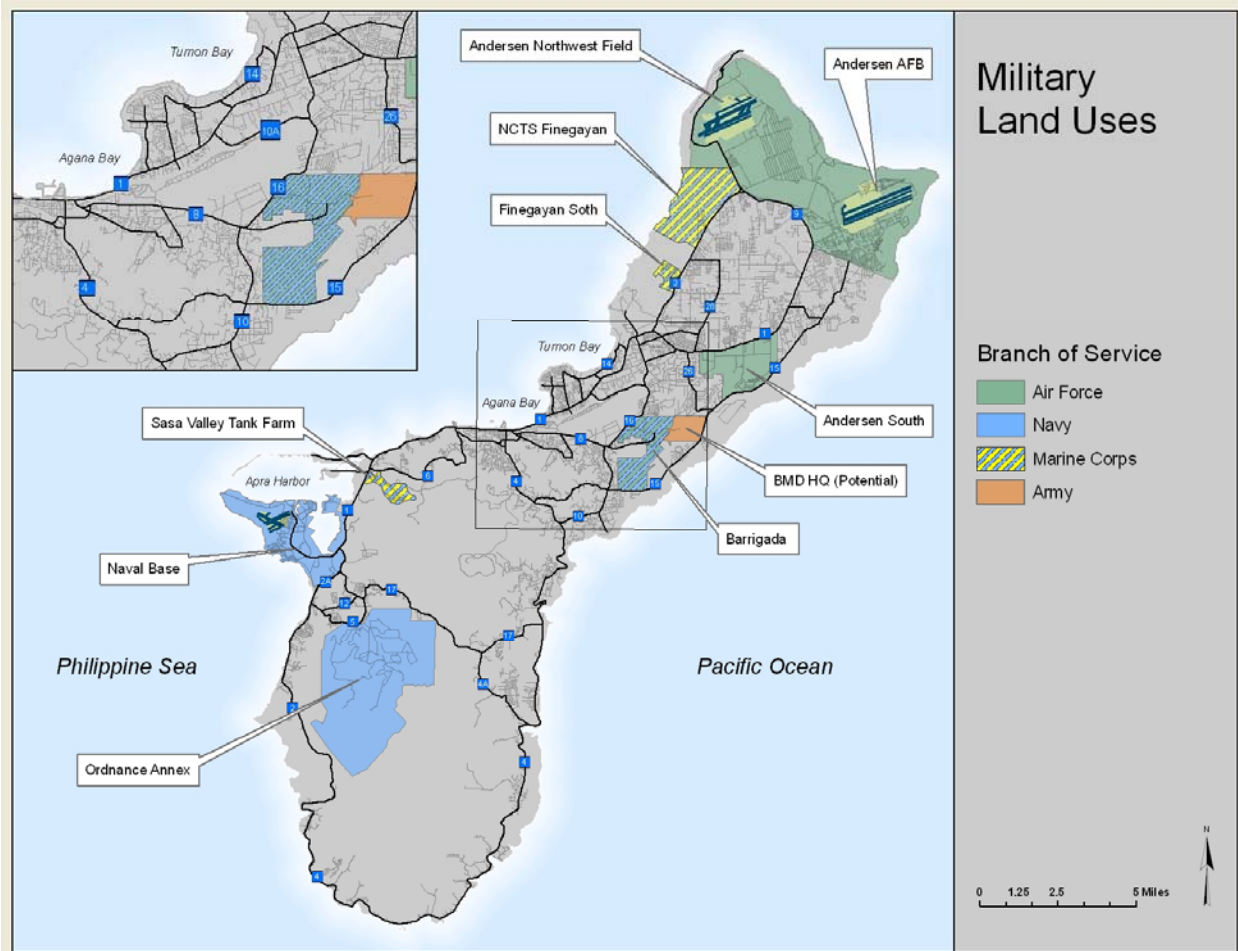 Tumon Bay
14
26
10A
Agana Bay
1
16
8
4
15
10
Andersen Northwest Field
Andersen AFB
NCTS Finegayan
Finegayan Soth
9
3
26
1
Tumon Bay
14
26
15
Agana Bay
1
16
Andersen South
Sasa Valley Tank Farm
8
6
4
15
BMD HQ (Potential)
Apra Harbor
1
10
Barrigada
Naval Base
2A
17
12
5
17
Philippine Sea
Pacific Ocean
4A
2
4
Ordnance Annex
4
Military
Land Uses
Branch of Service
Air Force
Navy
Marine Corps
Army
N
0 1.25 2.5 5 Miles